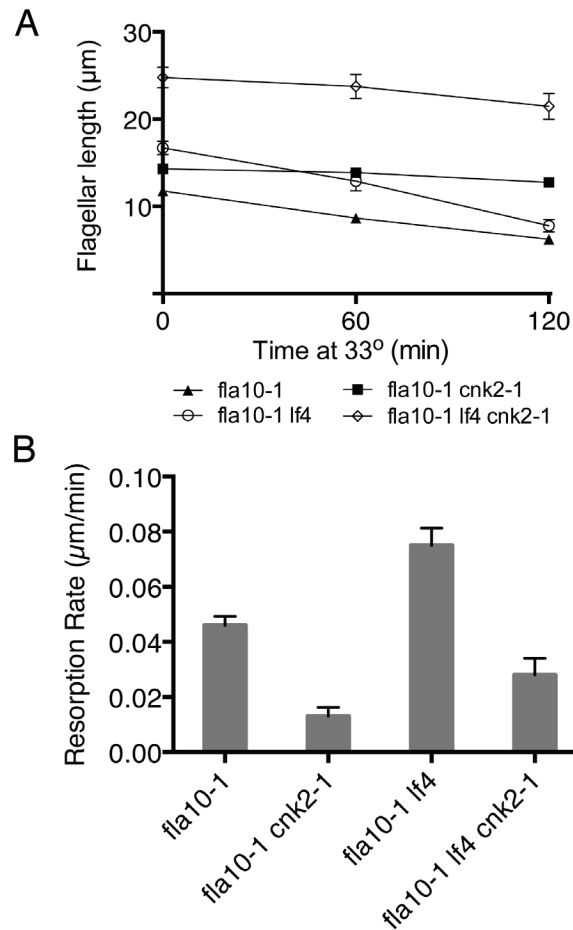 A
Flagellar length (µm)
30
20
10
0
60
120
Time at 33º (min)
fla10-1
fla10-1 cnk2-1
fla10-1 lf4
fla10-1 lf4 cnk2-1
B
Resorption Rate (µm/min)
0.10
0.08
0.06
0.04
0.02
0.00
fla10-1
fla10-1 cnk2-1
fla10-1 lf4
fla10-1 lf4 cnk2-1